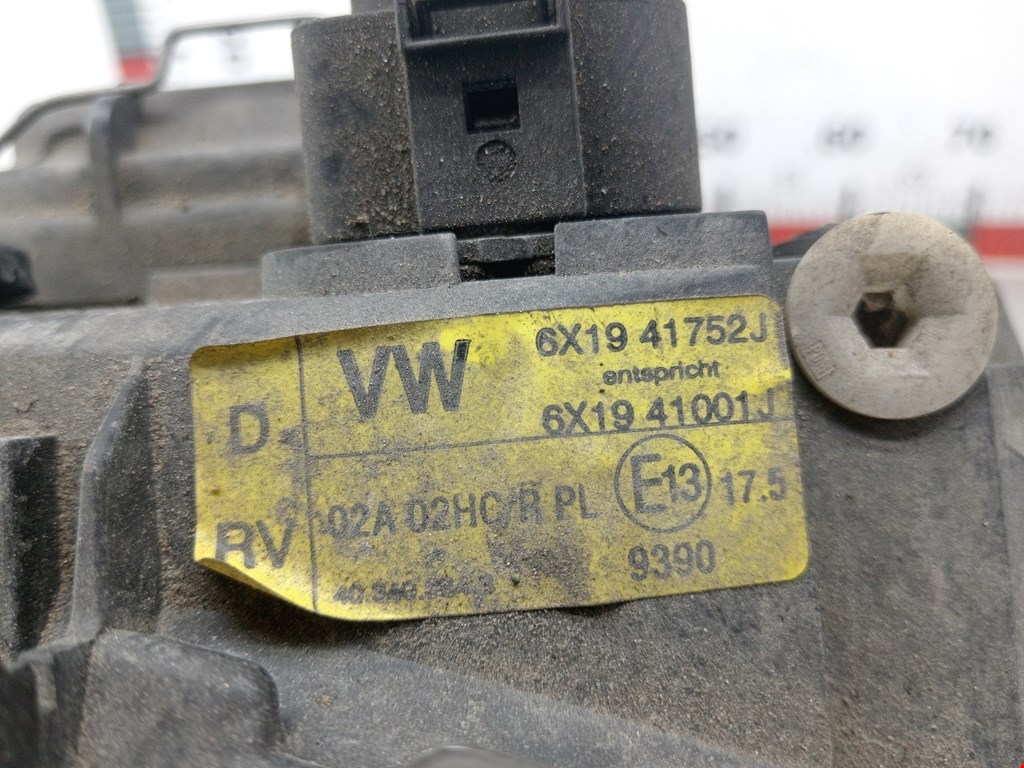 VW
6X19 41752J
entspricht
6X19 41001J
D
RV
02A 02HC/R PL
E13
17.5
9390